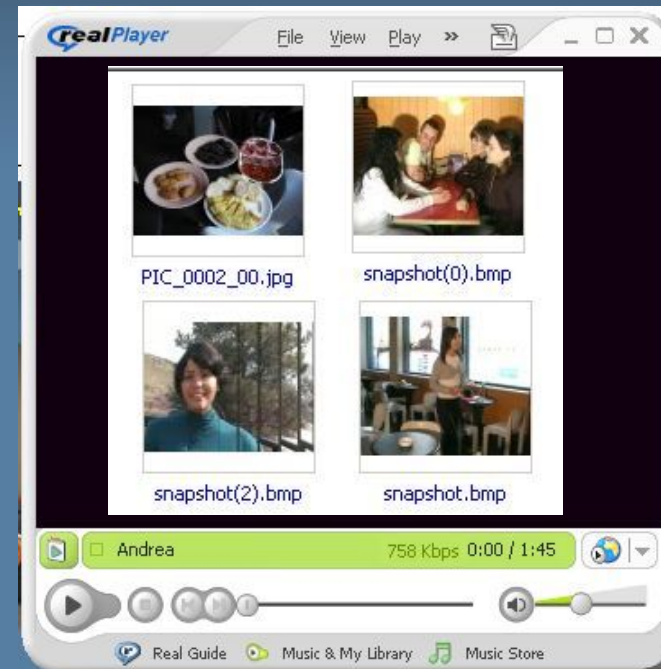 realPlayer File View Play »
PIC_0002_00.jpg snapshot(0).bmp
snapshot(2).bmp snapshot.bmp
Andrea 758 Kbps 0:00 / 1:45
Real Guide Music & My Library Music Store